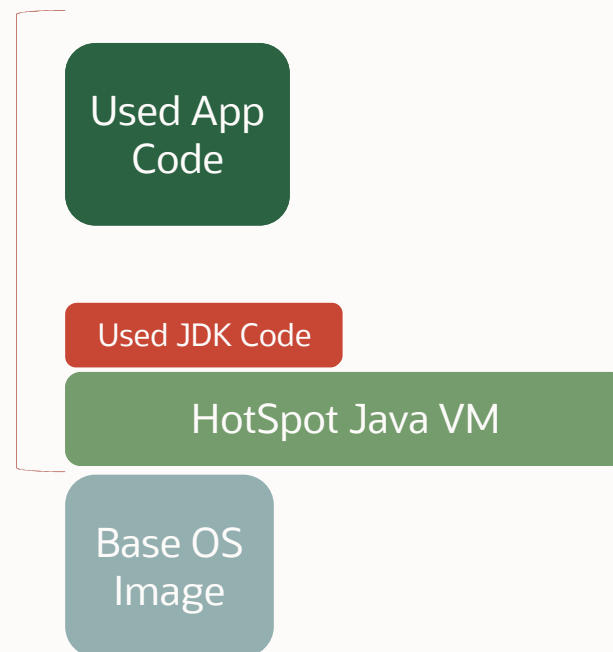 Used App
Code
Used JDK Code
HotSpot Java VM
Base OS
Image